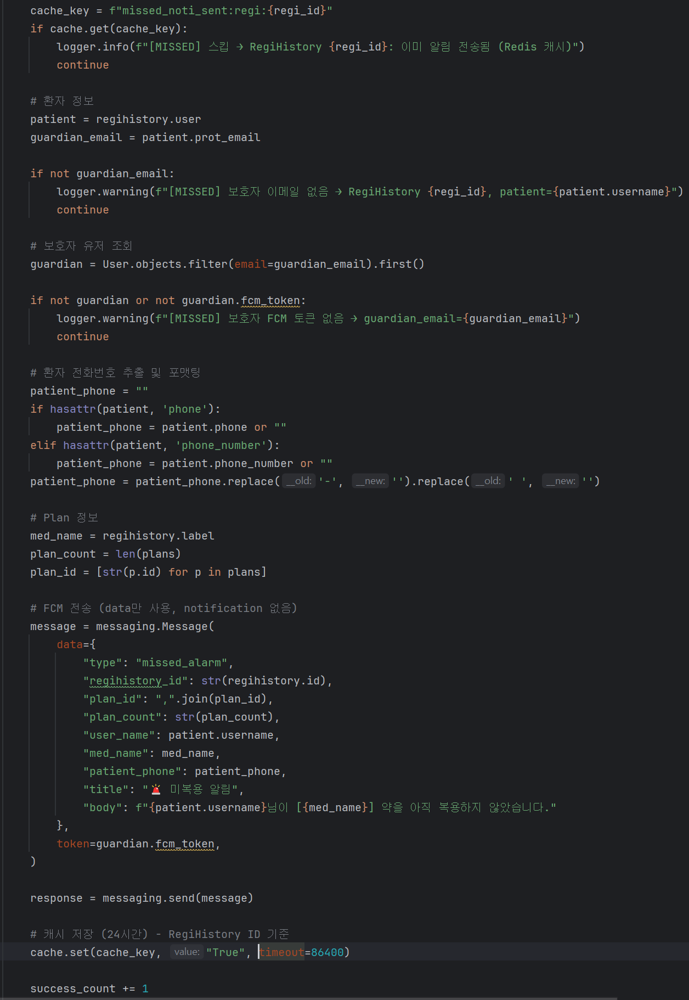 cache_key = f"missed_noti_sent:regi:{regi_id}"
if cache.get(cache_key):
    logger.info(f"[MISSED] 스킵 → RegiHistory {regi_id}: 이미 알림 전송됨 (Redis 캐시)")
    continue

# 환자 정보
patient = regihistory.user
guardian_email = patient.prot_email

if not guardian_email:
    logger.warning(f"[MISSED] 보호자 이메일 없음 → RegiHistory {regi_id}, patient={patient.username}")
    continue

# 보호자 유저 조회
guardian = User.objects.filter(email=guardian_email).first()

if not guardian or not guardian.fcm_token:
    logger.warning(f"[MISSED] 보호자 FCM 토큰 없음 → guardian_email={guardian_email}")
    continue

# 환자 전화번호 추출 및 포맷팅
patient_phone = ""
if hasattr(patient, 'phone'):
    patient_phone = patient.phone or ""
elif hasattr(patient, 'phone_number'):
    patient_phone = patient.phone_number or ""
patient_phone = patient_phone.replace( __old: '-', __new: '').replace( __old: ' ', __new: '')

# Plan 정보
med_name = regihistory.label
plan_count = len(plans)
plan_id = [str(p.id) for p in plans]

# FCM 전송 (data만 사용, notification 없음)
message = messaging.Message(
    data={
        "type": "missed_alarm",
        "regihistory_id": str(regihistory.id),
        "plan_id": ",".join(plan_id),
        "plan_count": str(plan_count),
        "user_name": patient.username,
        "med_name": med_name,
        "patient_phone": patient_phone,
        "title": "🚨 미복용 알림",
        "body": f"{patient.username}님이 [{med_name}] 약을 아직 복용하지 않았습니다."
    },
    token=guardian.fcm_token,
)

response = messaging.send(message)

# 캐시 저장 (24시간) - RegiHistory ID 기준
cache.set(cache_key, value: "True", timeout=86400)

success_count += 1